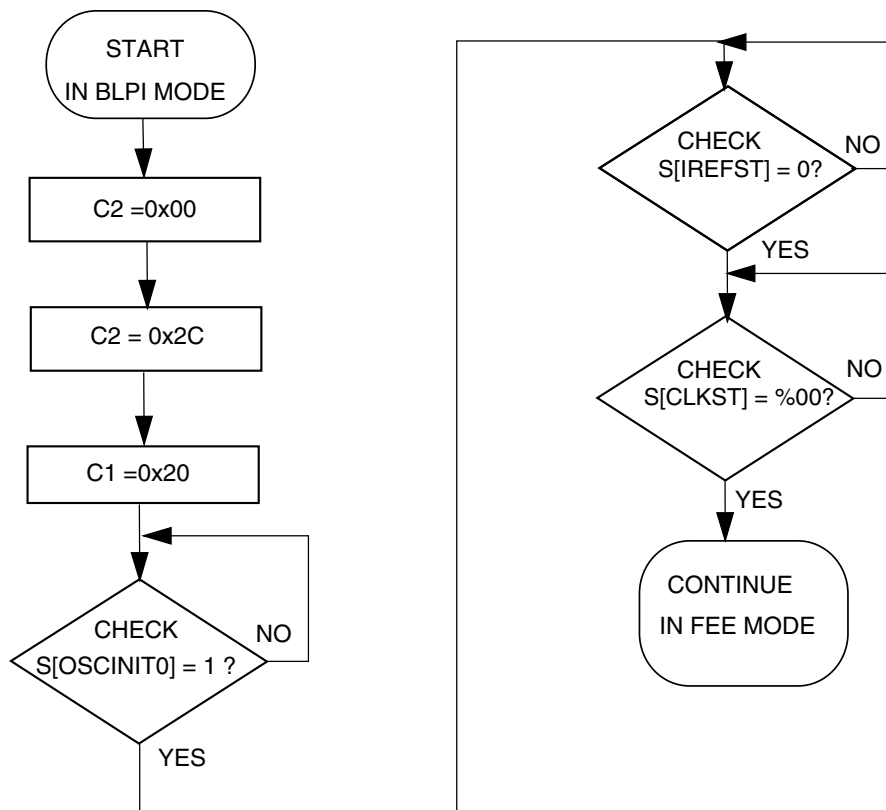 START
IN BLPI MODE
C2 =0x00
C2 = 0x2C
C1 =0x20
CHECK
S[OSCINIT0] = 1 ?
NO
YES
CHECK
S[IREFST] = 0?
NO
YES
CHECK
S[CLKST] = %00?
NO
YES
CONTINUE
IN FEE MODE